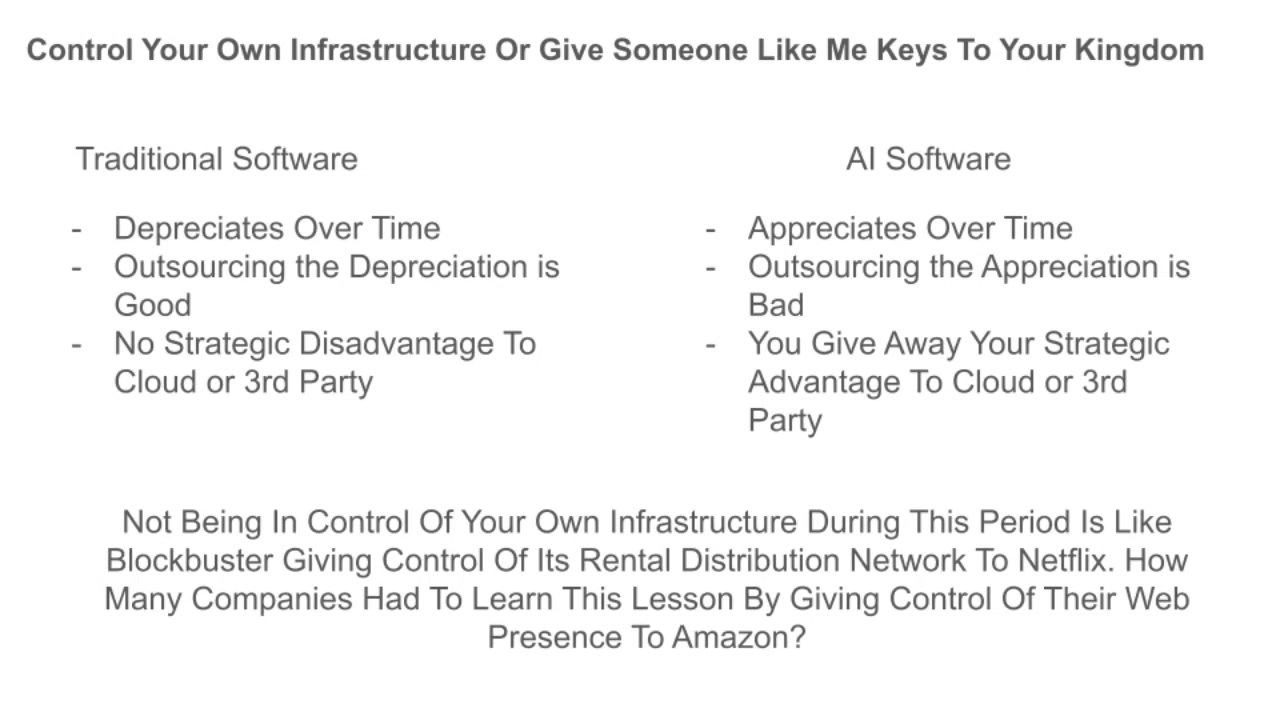 Control Your Own Infrastructure Or Give Someone Like Me Keys To Your Kingdom
Traditional Software
- Depreciates Over Time
- Outsourcing the Depreciation is
Good
- No Strategic Disadvantage To
Cloud or 3rd Party
AI Software
- Appreciates Over Time
- Outsourcing the Appreciation is
Bad
- You Give Away Your Strategic
Advantage To Cloud or 3rd
Party
Not Being In Control Of Your Own Infrastructure During This Period Is Like
Blockbuster Giving Control Of Its Rental Distribution Network To Netflix. How
Many Companies Had To Learn This Lesson By Giving Control Of Their Web
Presence To Amazon?